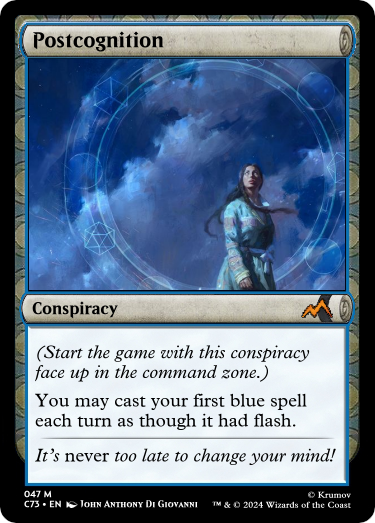 Postcognition
Conspiracy
(Start the game with this conspiracy
face up in the command zone.)
You may cast your first blue spell
each turn as though it had flash.
It's never too late to change your mind!
047 M
C73 • EN John Anthony Di Giovanni
© Krumov
™ & © 2024 Wizards of the Coast